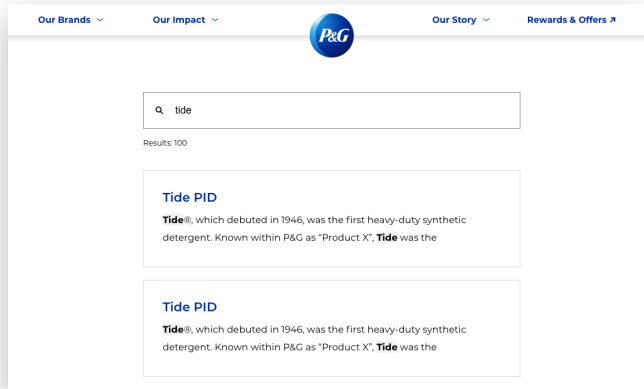 Our Brands
Our Impact
P&G
Our Story
Rewards & Offers
tide
Results: 100
Tide PID
Tide®, which debuted in 1946, was the first heavy-duty synthetic
detergent. Known within P&G as “Product X”, Tide was the
Tide PID
Tide®, which debuted in 1946, was the first heavy-duty synthetic
detergent. Known within P&G as “Product X”, Tide was the